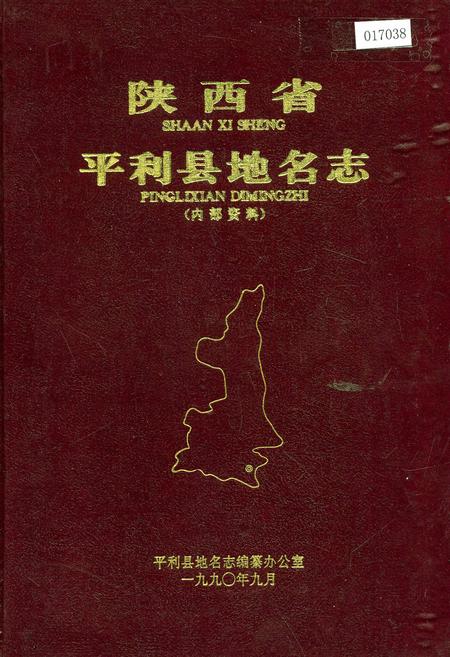 017038
陕西省
SHAAN XI SHENG
平利县地名志
PINGLIXIAN DIMINGZHI
(内部资料)
平利县地名志编纂办公室
一九九〇年九月